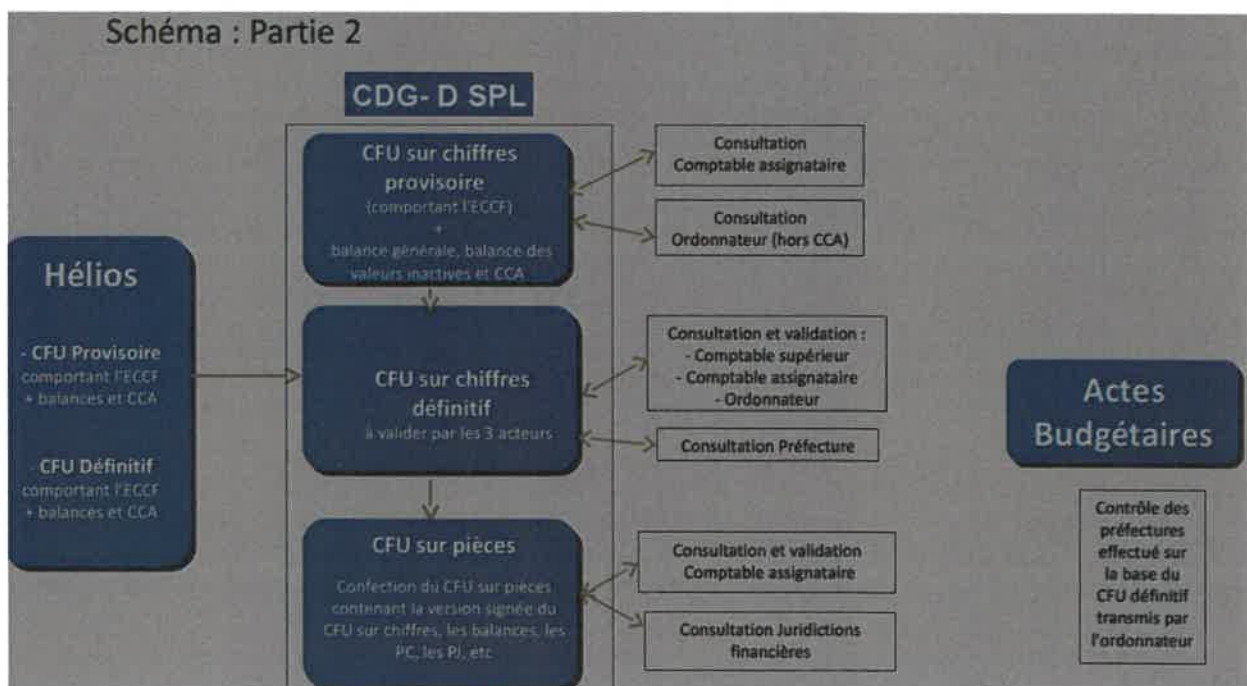 Schéma : Partie 2
CDG- D SPL
CFU sur chiffres
provisoire
(comportant l'ECCF)
+
balance générale, balance des
valeurs inactives et CCA
Consultation
Comptable assignataire
Consultation
Ordonnateur (hors CCA)
Hélios
- CFU Provisoire
comportant l'ECCF
+ balances et CCA
- CFU Définitif
comportant l'ECCF
+ balances et CCA
CFU sur chiffres
définitif
à valider par les 3 acteurs
Consultation et validation :
- Comptable supérieur
- Comptable assignataire
- Ordonnateur
Consultation Préfecture
Actes
Budgétaires
Contrôle des
préfectures
effectué sur
la base du
CFU définitif
transmis par
l'ordonnateur
CFU sur pièces
Confection du CFU sur pièces
contenant la version signée du
CFU sur chiffres, les balances, les
PC, les PJ, etc
Consultation et validation
Comptable assignataire
Consultation Juridictions
financières